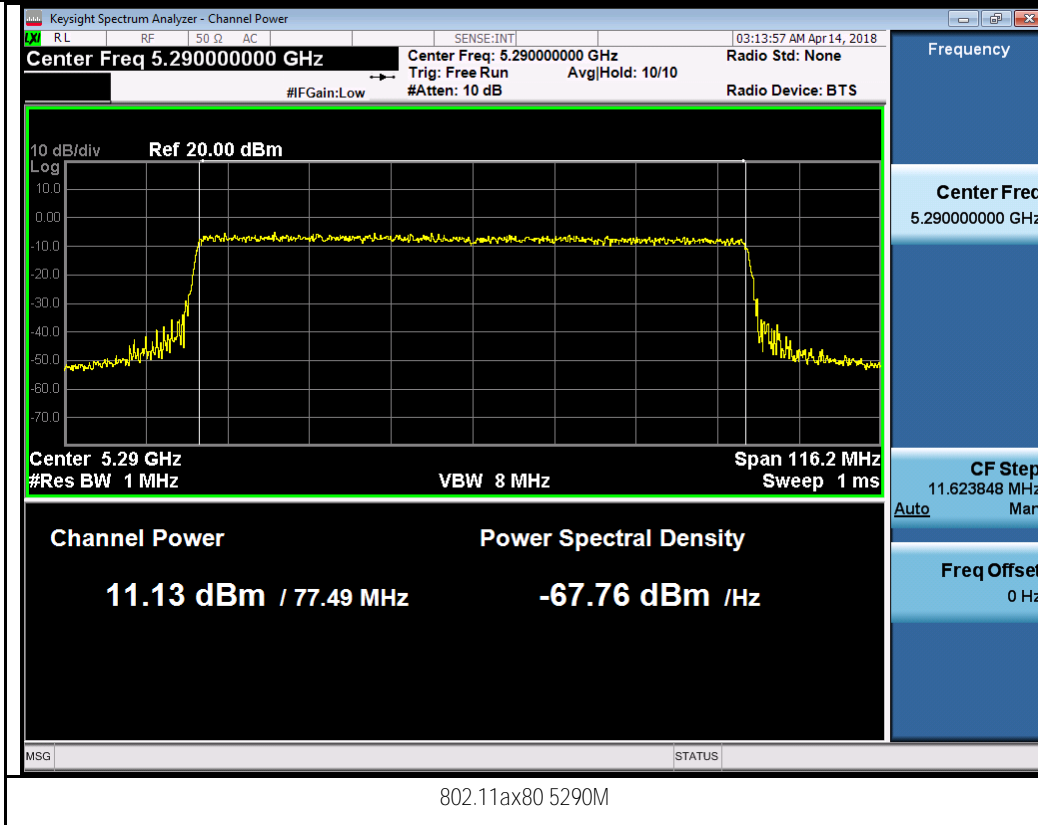 Keysight Spectrum Analyzer - Channel Power
LXI RL RF 50 Ω AC SENSE:INT 03:13:57 AM Apr 14, 2018
Center Freq 5.290000000 GHz
Center Freq: 5.290000000 GHz
Radio Std: None
Trig: Free Run Avg|Hold: 10/10
#IFGain:Low
#Atten: 10 dB
Radio Device: BTS
Frequency
10 dB/div Ref 20.00 dBm
Log
10.0
0.00
-10.0
-20.0
-30.0
-40.0
-50.0
-60.0
-70.0
Center 5.29 GHz Span 116.2 MHz
#Res BW 1 MHz VBW 8 MHz Sweep 1 ms
Center Freq
5.290000000 GHz
CF Step
11.623848 MHz
Auto Man
Freq Offset
0 Hz
Channel Power Power Spectral Density
11.13 dBm / 77.49 MHz -67.76 dBm /Hz
MSG STATUS
802.11ax80 5290M